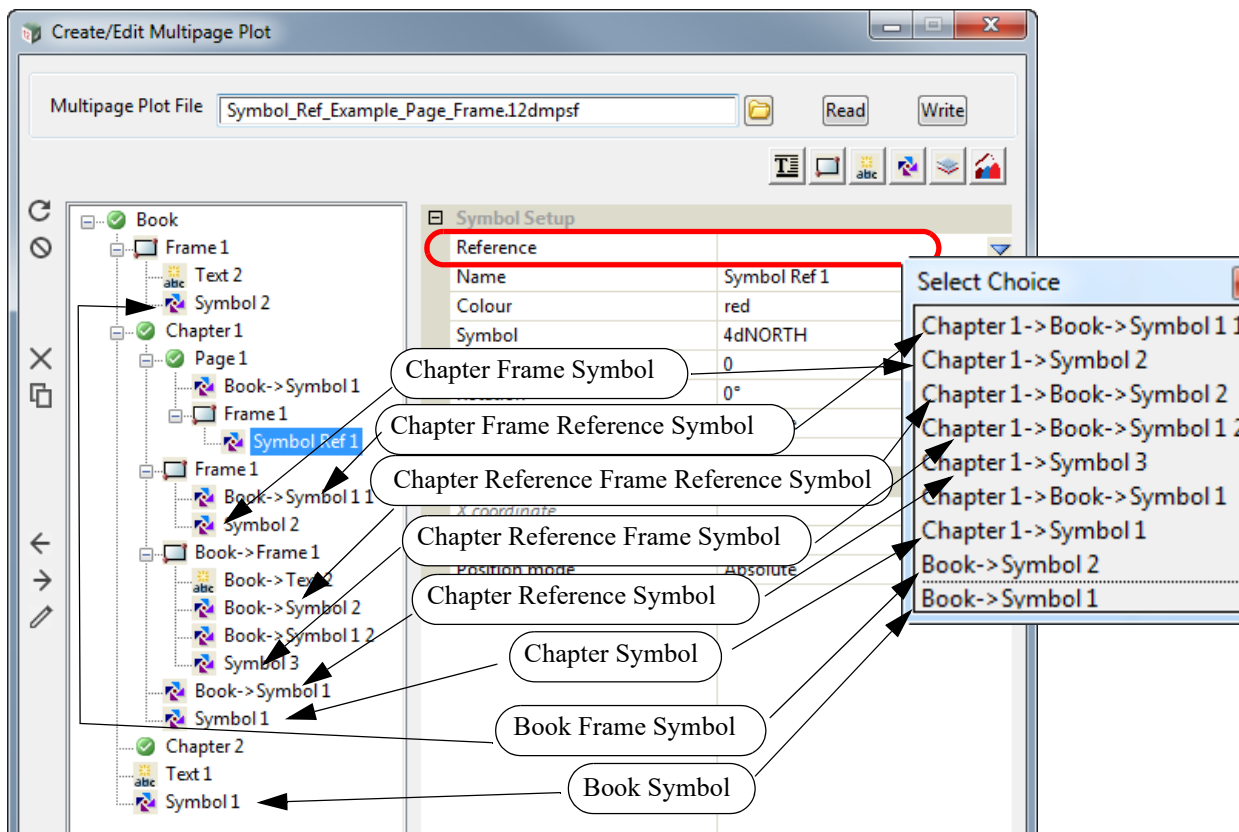 Create/Edit Multipage Plot
Multipage Plot File
Symbol_Ref_Example_Page_Frame.12dmpsf
Read
Write
Book
Frame 1
Text 2
Symbol 2
Chapter 1
Page 1
Book->Symbol 1
Frame 1
Symbol Ref 1
Frame 1
Book->Symbol 1 1
Symbol 2
Book->Frame 1
Book->Text 2
Book->Symbol 2
Book->Symbol 1 2
Symbol 3
Book->Symbol 1
Symbol 1
Chapter 2
Text 1
Symbol 1
Symbol Setup
Reference
Name Symbol Ref 1
Colour red
Symbol 4dNORTH
0
Rotation 0°
X coordinate
Position mode Absolute
Chapter Frame Symbol
Chapter Frame Reference Symbol
Chapter Reference Frame Reference Symbol
Chapter Reference Frame Symbol
Chapter Reference Symbol
Chapter Symbol
Book Frame Symbol
Book Symbol
Select Choice
Chapter 1->Book->Symbol 1 1
Chapter 1->Symbol 2
Chapter 1->Book->Symbol 2
Chapter 1->Book->Symbol 1 2
Chapter 1->Symbol 3
Chapter 1->Book->Symbol 1
Chapter 1->Symbol 1
Book->Symbol 2
Book->Symbol 1